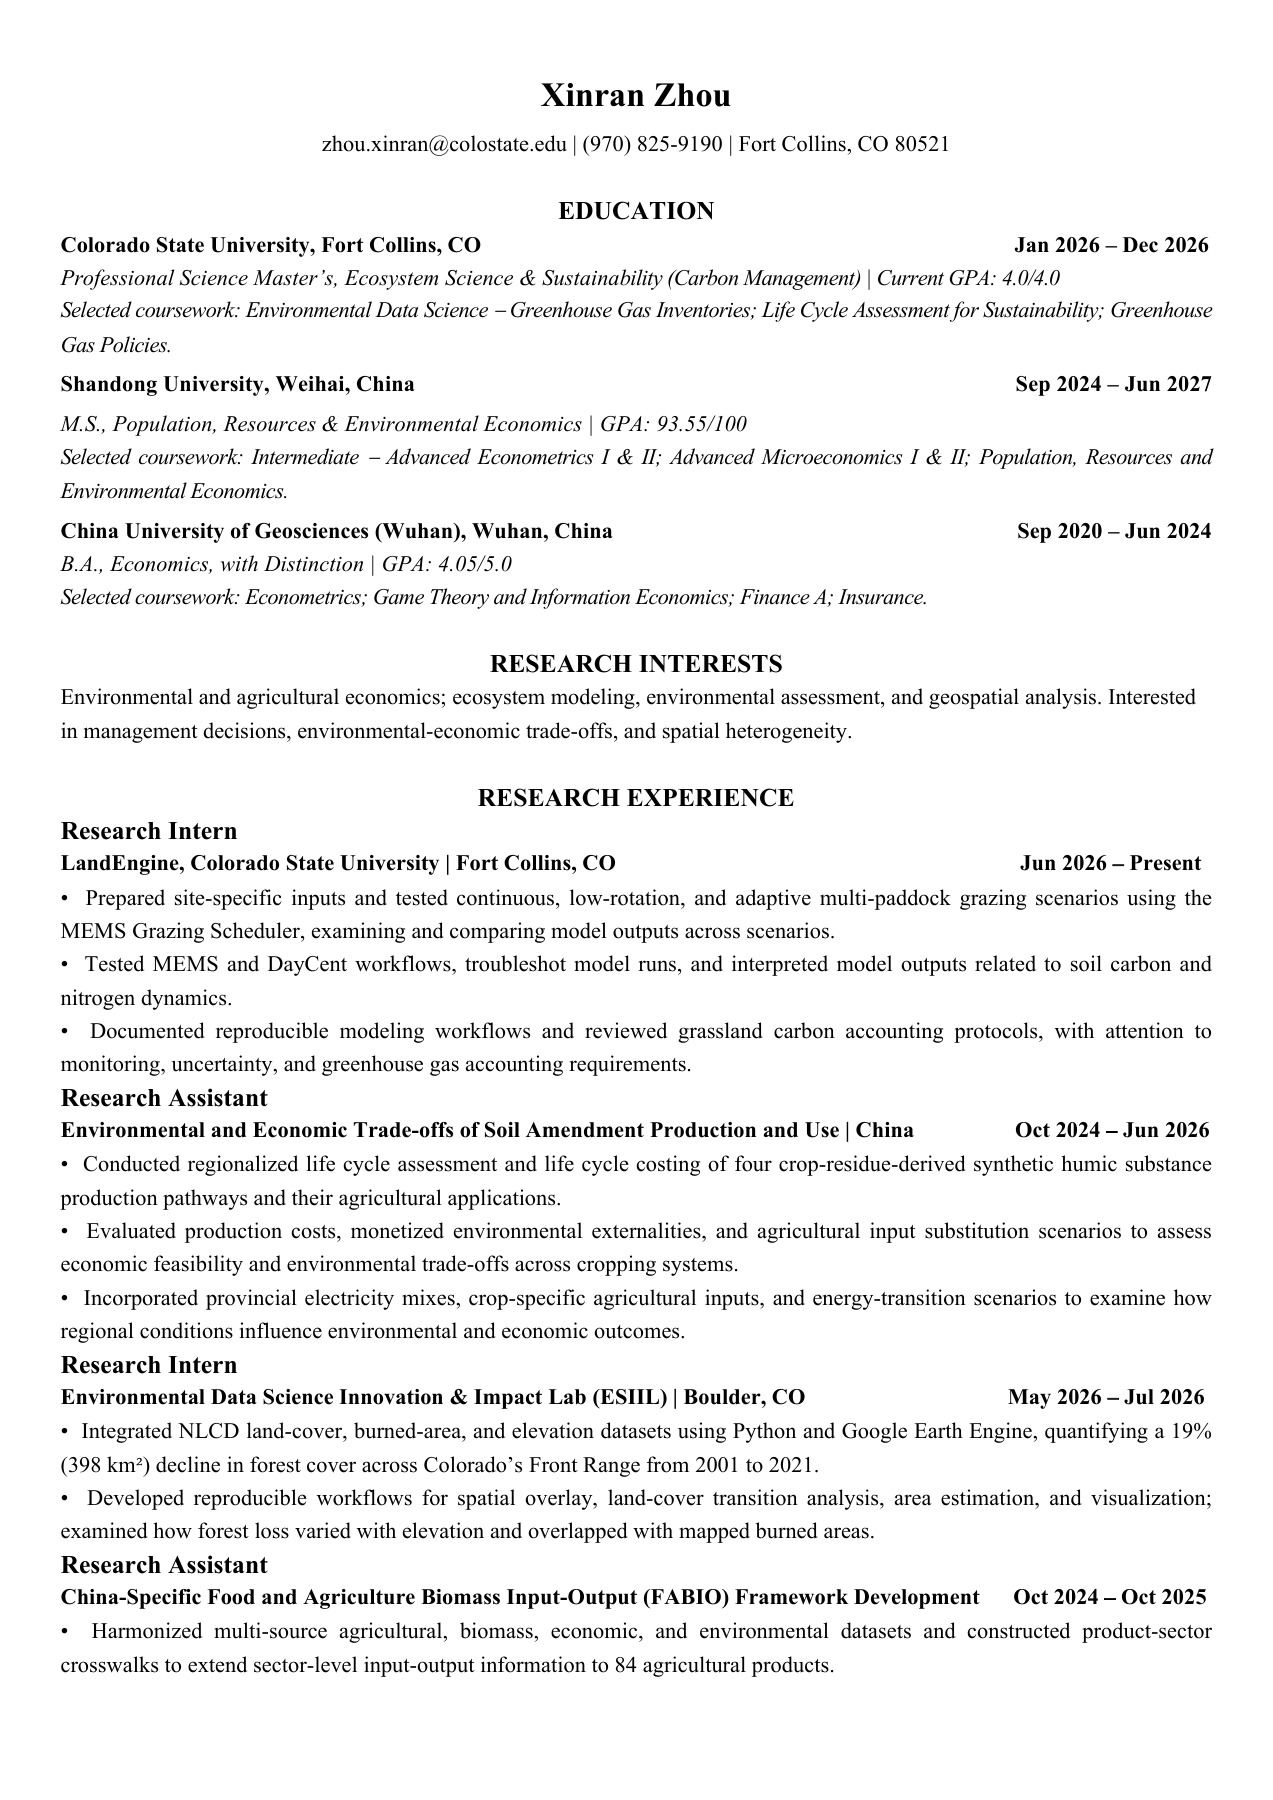 Xinran Zhou
zhou.xinran@colostate.edu | (970) 825-9190 | Fort Collins, CO 80521
EDUCATION
Colorado State University, Fort Collins, CO Jan 2026 – Dec 2026
Professional Science Master’s, Ecosystem Science & Sustainability (Carbon Management) | Current GPA: 4.0/4.0
Selected coursework: Environmental Data Science – Greenhouse Gas Inventories; Life Cycle Assessment for Sustainability; Greenhouse
Gas Policies.
Shandong University, Weihai, China Sep 2024 – Jun 2027
M.S., Population, Resources & Environmental Economics | GPA: 93.55/100
Selected coursework: Intermediate – Advanced Econometrics I & II; Advanced Microeconomics I & II; Population, Resources and
Environmental Economics.
China University of Geosciences (Wuhan), Wuhan, China Sep 2020 – Jun 2024
B.A., Economics, with Distinction | GPA: 4.05/5.0
Selected coursework: Econometrics; Game Theory and Information Economics; Finance A; Insurance.
RESEARCH INTERESTS
Environmental and agricultural economics; ecosystem modeling, environmental assessment, and geospatial analysis. Interested
in management decisions, environmental-economic trade-offs, and spatial heterogeneity.
RESEARCH EXPERIENCE
Research Intern
LandEngine, Colorado State University | Fort Collins, CO Jun 2026 – Present
• Prepared site-specific inputs and tested continuous, low-rotation, and adaptive multi-paddock grazing scenarios using the
MEMS Grazing Scheduler, examining and comparing model outputs across scenarios.
• Tested MEMS and DayCent workflows, troubleshot model runs, and interpreted model outputs related to soil carbon and
nitrogen dynamics.
• Documented reproducible modeling workflows and reviewed grassland carbon accounting protocols, with attention to
monitoring, uncertainty, and greenhouse gas accounting requirements.
Research Assistant
Environmental and Economic Trade-offs of Soil Amendment Production and Use | China Oct 2024 – Jun 2026
• Conducted regionalized life cycle assessment and life cycle costing of four crop-residue-derived synthetic humic substance
production pathways and their agricultural applications.
• Evaluated production costs, monetized environmental externalities, and agricultural input substitution scenarios to assess
economic feasibility and environmental trade-offs across cropping systems.
• Incorporated provincial electricity mixes, crop-specific agricultural inputs, and energy-transition scenarios to examine how
regional conditions influence environmental and economic outcomes.
Research Intern
Environmental Data Science Innovation & Impact Lab (ESIIL) | Boulder, CO May 2026 – Jul 2026
• Integrated NLCD land-cover, burned-area, and elevation datasets using Python and Google Earth Engine, quantifying a 19%
(398 km²) decline in forest cover across Colorado’s Front Range from 2001 to 2021.
• Developed reproducible workflows for spatial overlay, land-cover transition analysis, area estimation, and visualization;
examined how forest loss varied with elevation and overlapped with mapped burned areas.
Research Assistant
China-Specific Food and Agriculture Biomass Input-Output (FABIO) Framework Development Oct 2024 – Oct 2025
• Harmonized multi-source agricultural, biomass, economic, and environmental datasets and constructed product-sector
crosswalks to extend sector-level input-output information to 84 agricultural products.